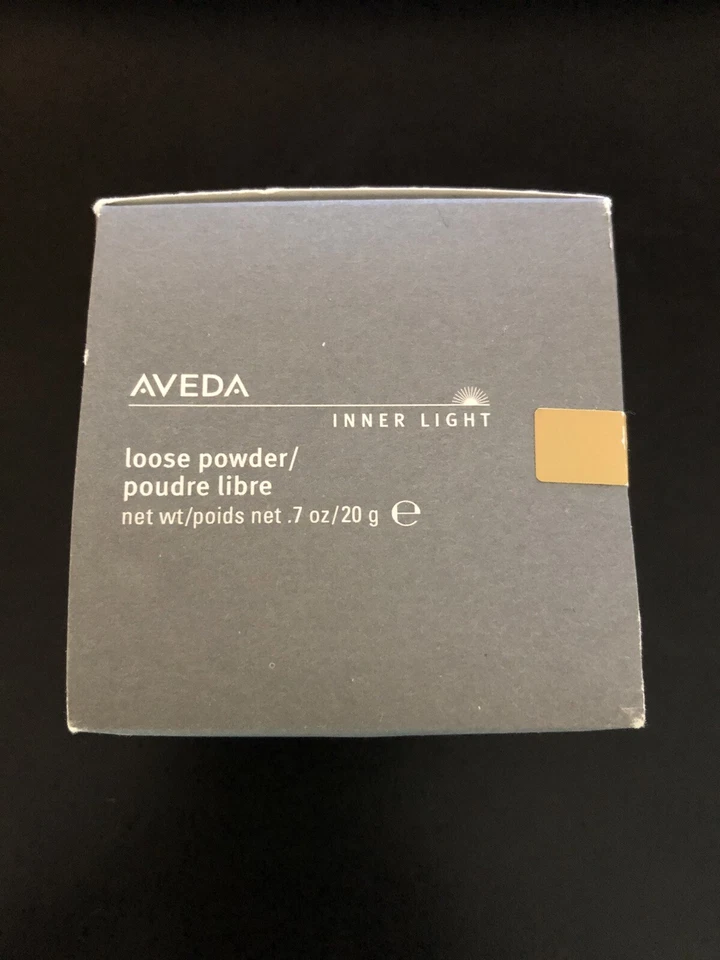 AVEDA
INNER LIGHT
loose powder/
poudre libre
net wt/poids net .7 oz/20 g ℮